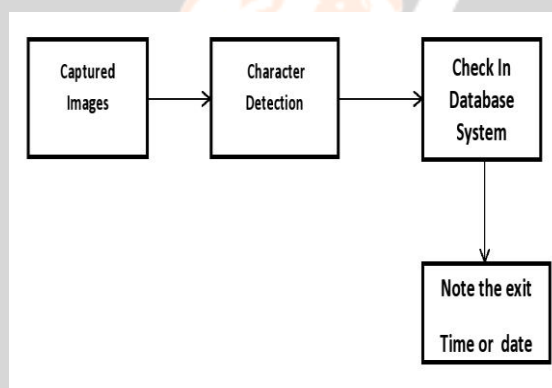 Captured
Images
Character
Detection
Check In
Database
System
Note the exit
Time or date